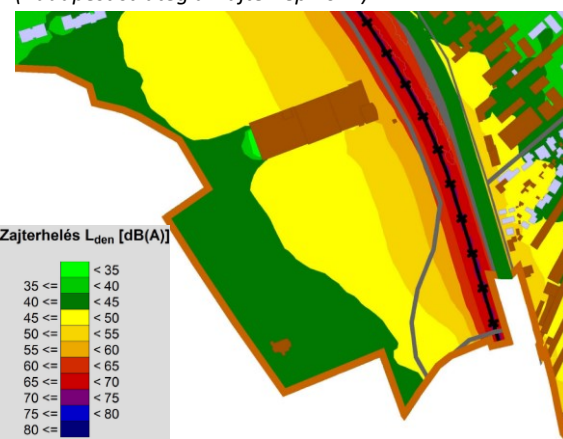 Zajterhelés Lden [dB(A)]
< 35
35 <= < 40
40 <= < 45
45 <= < 50
50 <= < 55
55 <= < 60
60 <= < 65
65 <= < 70
70 <= < 75
75 <= < 80
80 <=